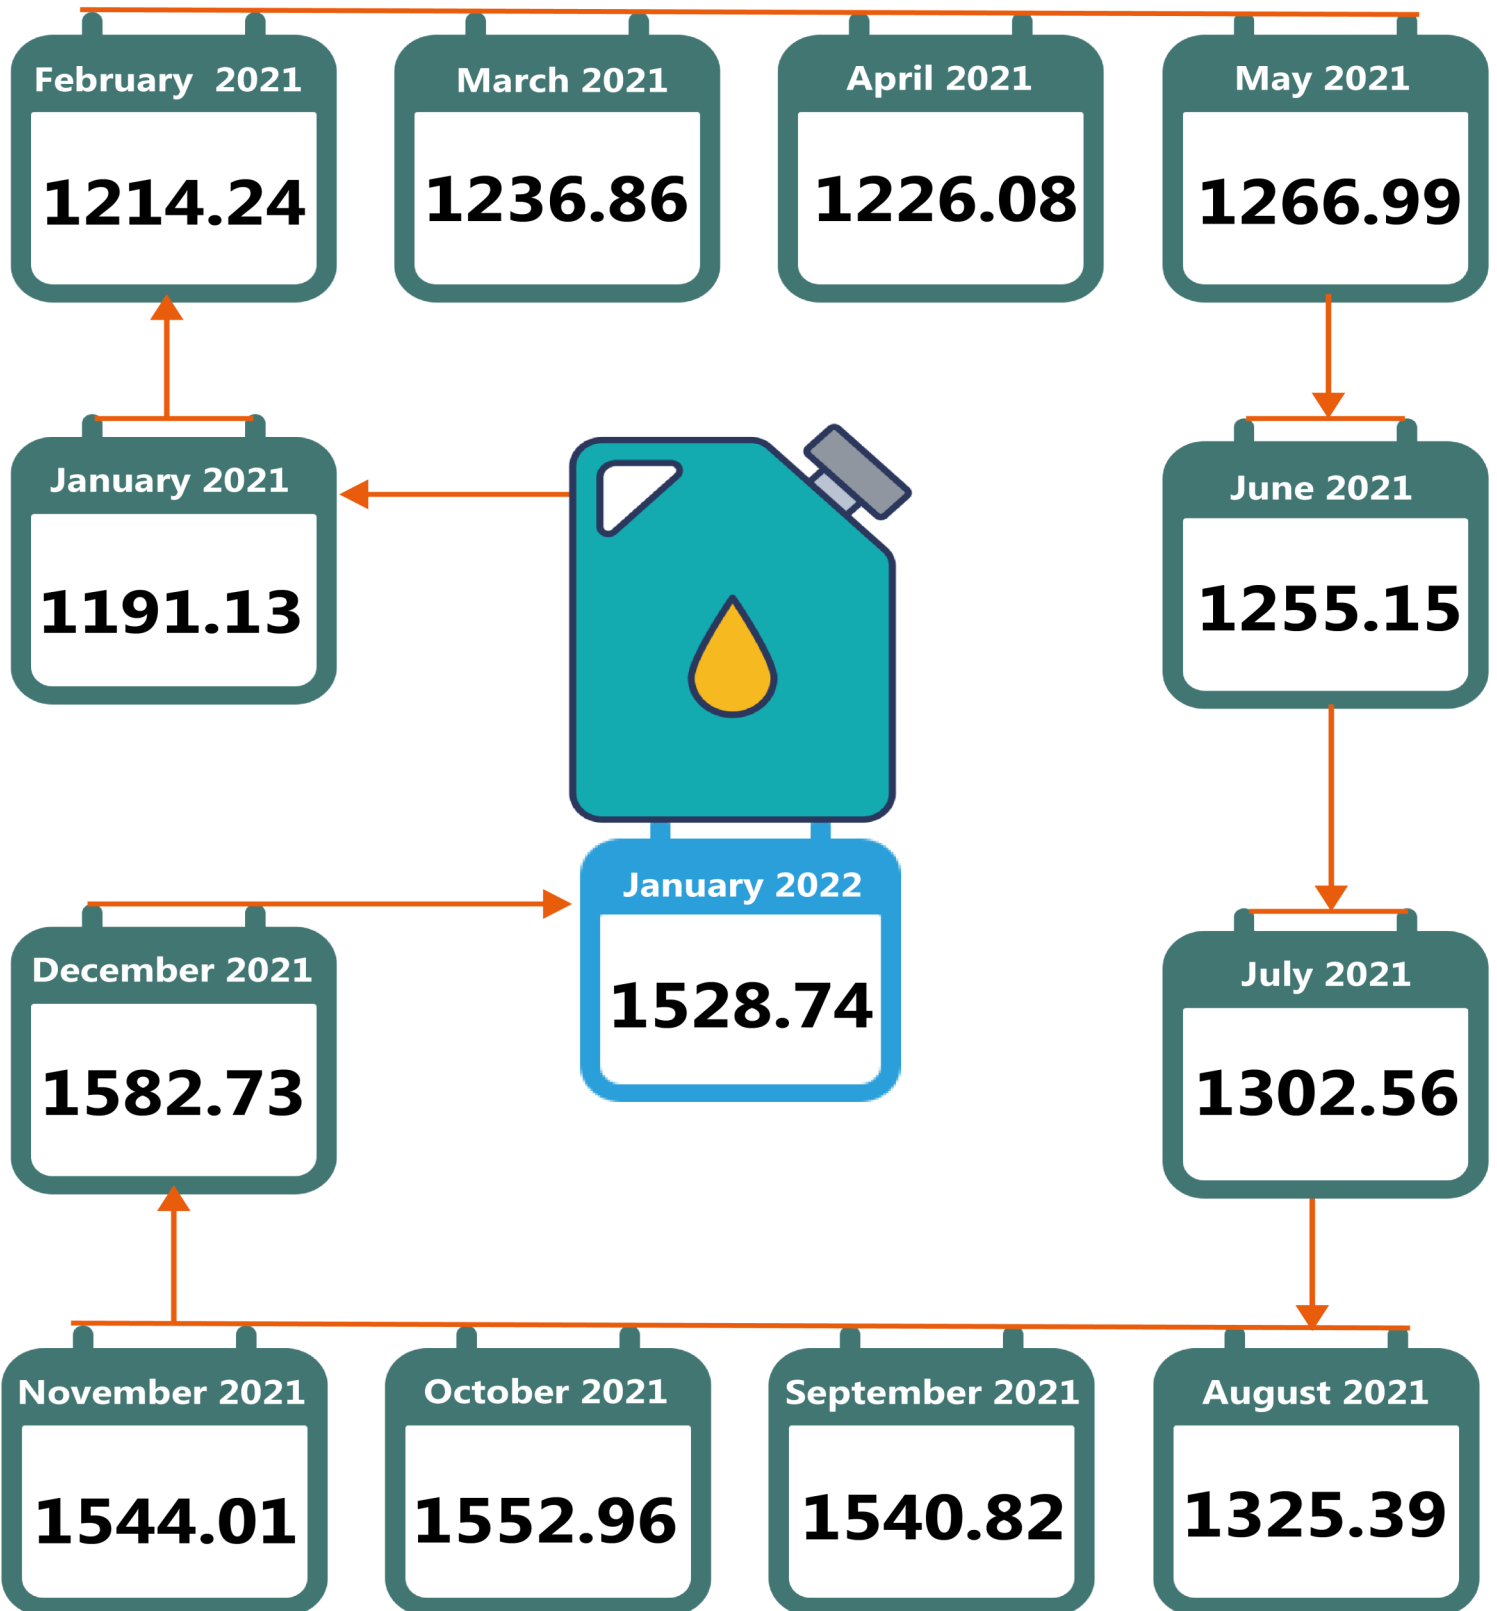 February 2021
1214.24
March 2021
1236.86
April 2021
1226.08
May 2021
1266.99
January 2021
1191.13
June 2021
1255.15
January 2022
1528.74
December 2021
1582.73
July 2021
1302.56
November 2021
1544.01
October 2021
1552.96
September 2021
1540.82
August 2021
1325.39